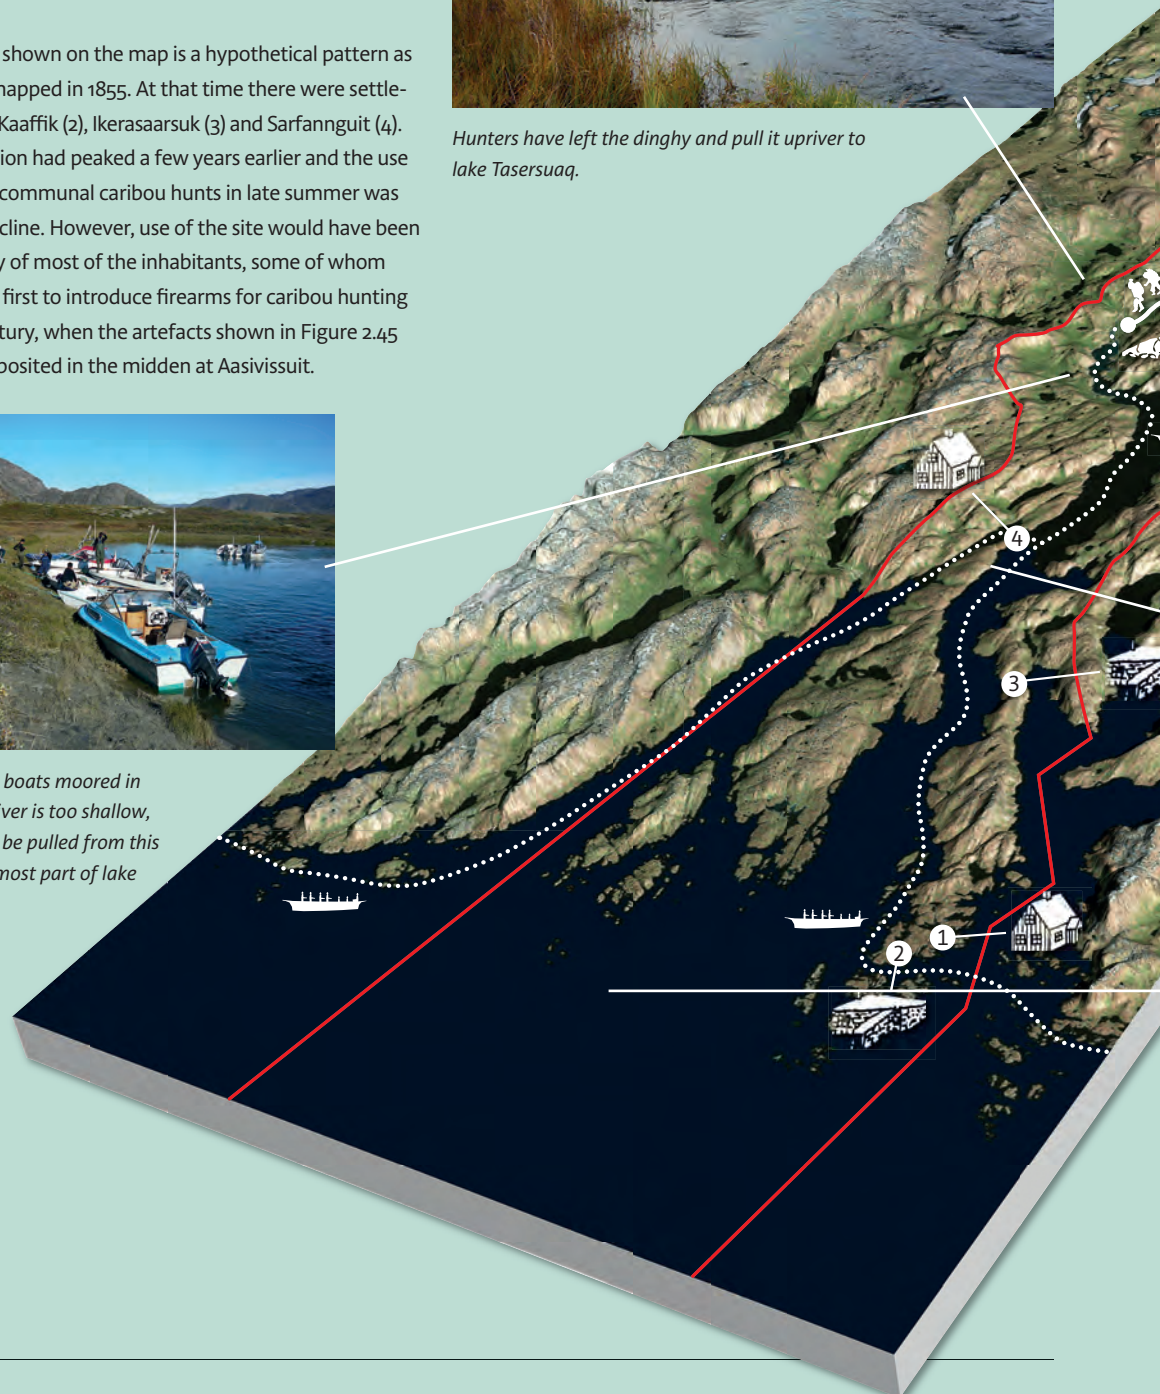 shown on the map is a hypothetical pattern as
mapped in 1855. At that time there were settle-
Kaaffik (2), Ikerasaarsuk (3) and Sarfannguit (4).
ion had peaked a few years earlier and the use
communal caribou hunts in late summer was
cline. However, use of the site would have been
y of most of the inhabitants, some of whom
first to introduce firearms for caribou hunting
tury, when the artefacts shown in Figure 2.45
posited in the midden at Aasivissuit.
Hunters have left the dinghy and pull it upriver to
lake Tasersuaq.
boats moored in
iver is too shallow,
be pulled from this
most part of lake
4
3
1
2